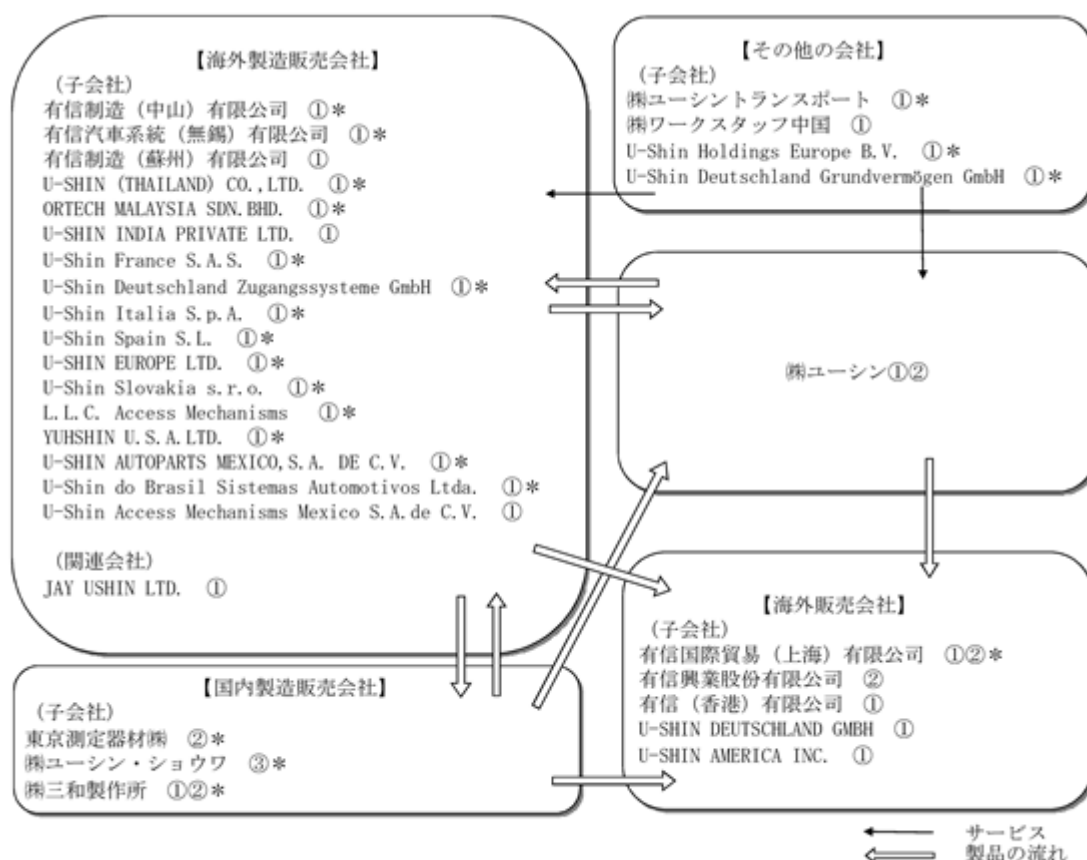 【海外製造販売会社】
(子会社)
有信制造（中山）有限公司 ①*
有信汽車系統（無錫）有限公司 ①*
有信制造（蘇州）有限公司 ①
U-SHIN (THAILAND) CO.,LTD. ①*
ORTECH MALAYSIA SDN.BHD. ①*
U-SHIN INDIA PRIVATE LTD. ①
U-Shin France S.A.S. ①*
U-Shin Deutschland Zugangssysteme GmbH ①*
U-Shin Italia S.p.A. ①*
U-Shin Spain S.L. ①*
U-SHIN EUROPE LTD. ①*
U-Shin Slovakia s.r.o. ①*
L.L.C. Access Mechanisms ①*
YUHSHIN U.S.A.LTD. ①*
U-SHIN AUTOPARTS MEXICO,S.A. DE C.V. ①*
U-Shin do Brasil Sistemas Automotivos Ltda. ①*
U-Shin Access Mechanisms Mexico S.A.de C.V. ①
(関連会社)
JAY USHIN LTD. ①
【国内製造販売会社】
(子会社)
東京測定器材㈱ ②*
㈱ユーシン・ショウワ ③*
㈱三和製作所 ①②*
【その他の会社】
(子会社)
㈱ユーシントランスポート ①*
㈱ワークスタッフ中国 ①
U-Shin Holdings Europe B.V. ①*
U-Shin Deutschland Grundvermögen GmbH ①*
㈱ユーシン①②
【海外販売会社】
(子会社)
有信国際貿易（上海）有限公司 ①②*
有信興業股份有限公司 ②
有信（香港）有限公司 ①
U-SHIN DEUTSCHLAND GMBH ①
U-SHIN AMERICA INC. ①
サービス
製品の流れ